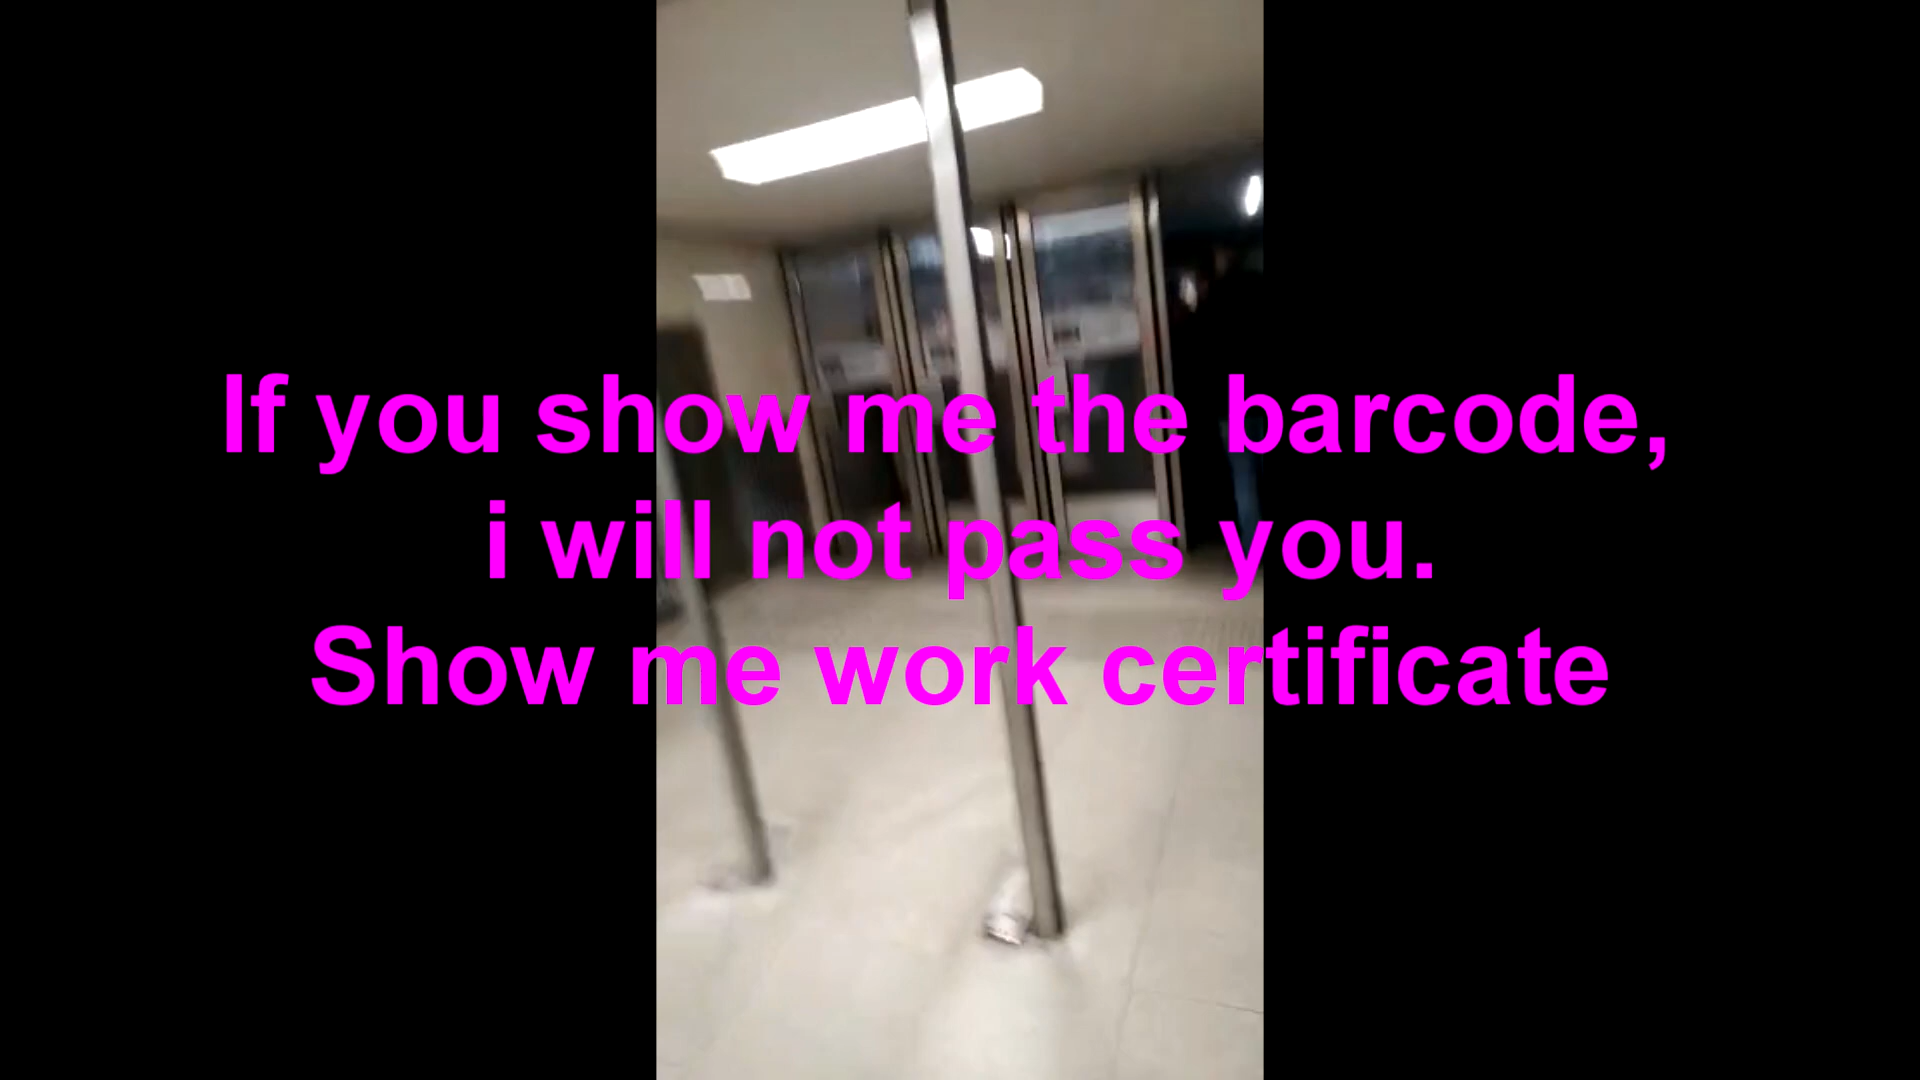 If you show me the barcode,
i will not pass you.
Show me work certificate